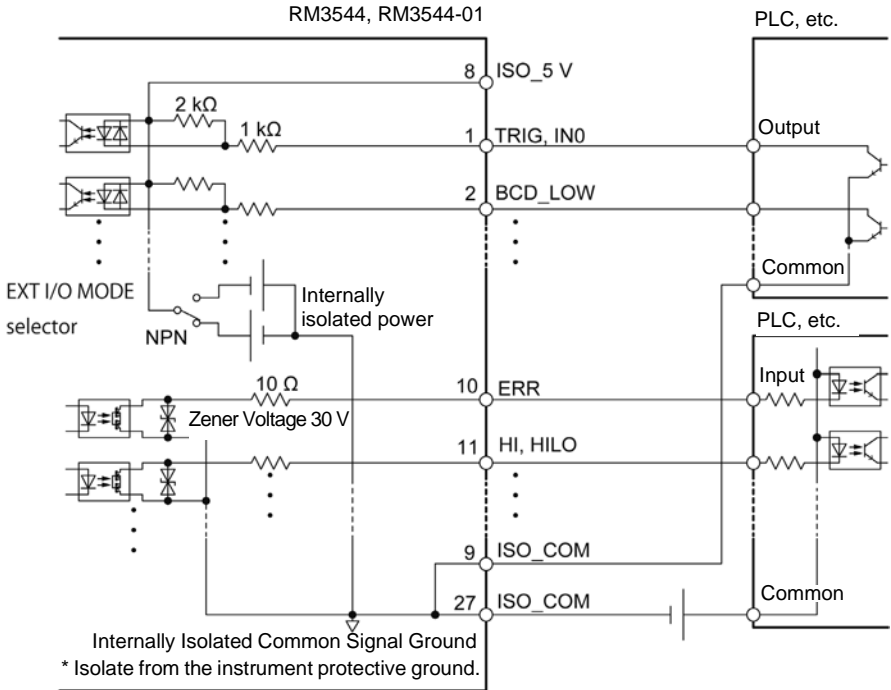 RM3544, RM3544-01
PLC, etc.
8 ISO_5 V
2 kΩ
1 kΩ
1 TRIG, IN0
Output
2 BCD_LOW
Common
EXT I/O MODE
selector
NPN
Internally
isolated power
PLC, etc.
10 Ω
10 ERR
Input
Zener Voltage 30 V
11 HI, HILO
9 ISO_COM
27 ISO_COM
Common
Internally Isolated Common Signal Ground
* Isolate from the instrument protective ground.